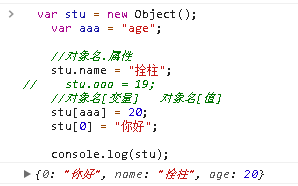 var stu = new Object();
var aaa = "age";
//对象名.属性
stu.name = "拴柱";
// stu.aaa = 19;
//对象名[变量] 对象名[值]
stu[aaa] = 20;
stu[0] = "你好";
console.log(stu);
{0: "你好", name: "拴柱", age: 20}